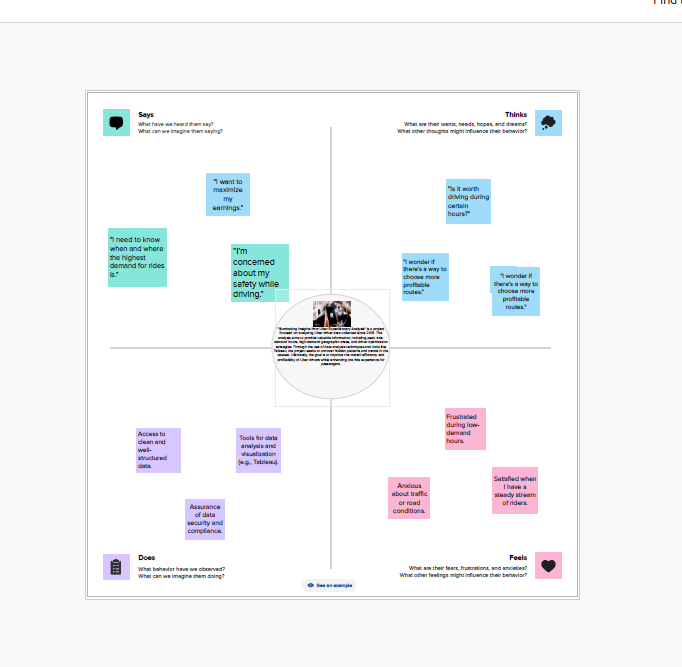 Find
Says
What have we heard them say?
What can we imagine them saying?
Thinks
What are their wants, needs, hopes, and dreams?
What other thoughts might influence their behavior?
"I want to
maximize
my
earnings."
"I need to know
when and where
the highest
demand for rides
is."
"I'm
concerned
about my
safety while
driving."
"Is it worth
driving during
certain
hours?"
"I wonder if
there's a way to
choose more
profitable
routes."
"I wonder if
there's a way to
choose more
profitable
routes."
Access to
clean and
well-
structured
data.
Tools for data
analysis and
visualization
(e.g., Tableau).
Assurance
of data
security and
compliance.
Frustrated
during low-
demand
hours.
Anxious
about traffic
or road
conditions.
Satisfied when
I have a
steady stream
of riders.
Does
What behavior have we observed?
What can we imagine them doing?
Feels
What are their fears, frustrations, and anxieties?
What other feelings might influence their behavior?
See an example